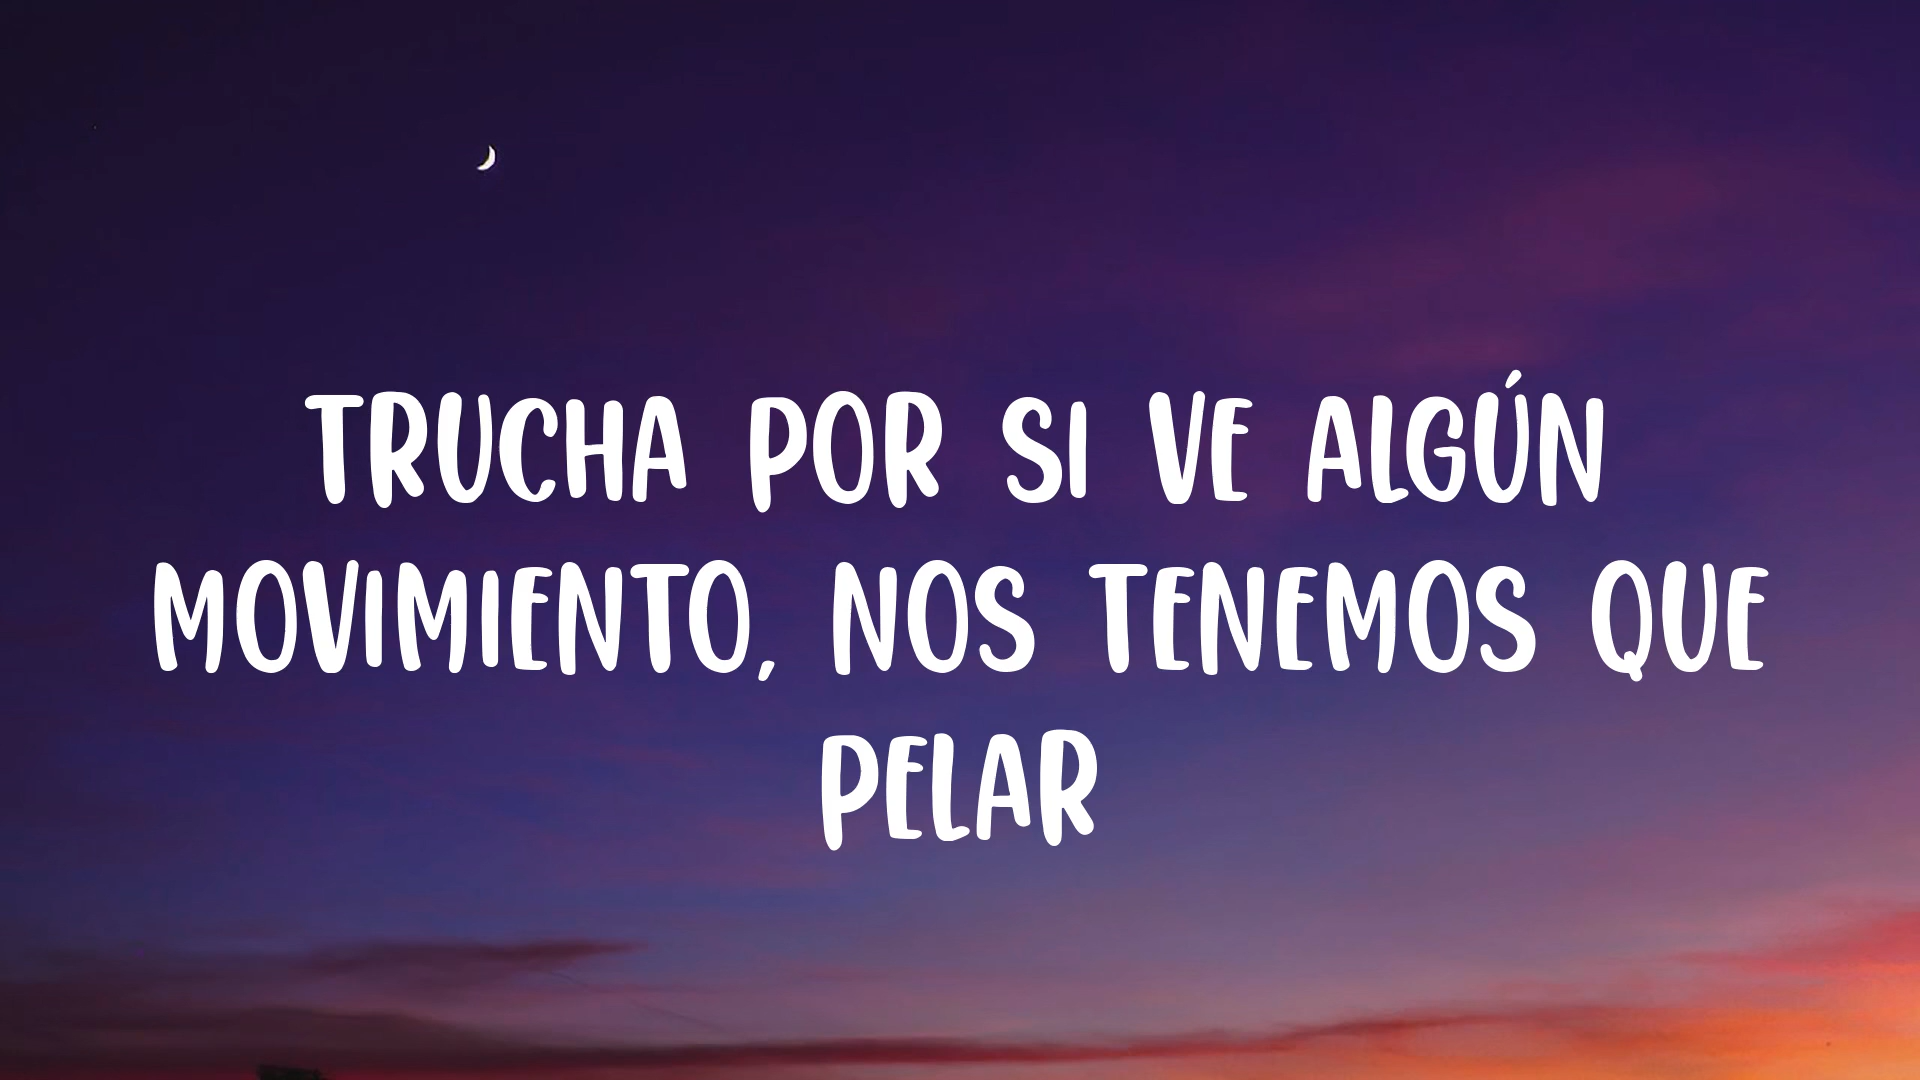 TRUCHA POR SI VE ALGÚN
MOVIMIENTO, NOS TENEMOS QUE
PELAR